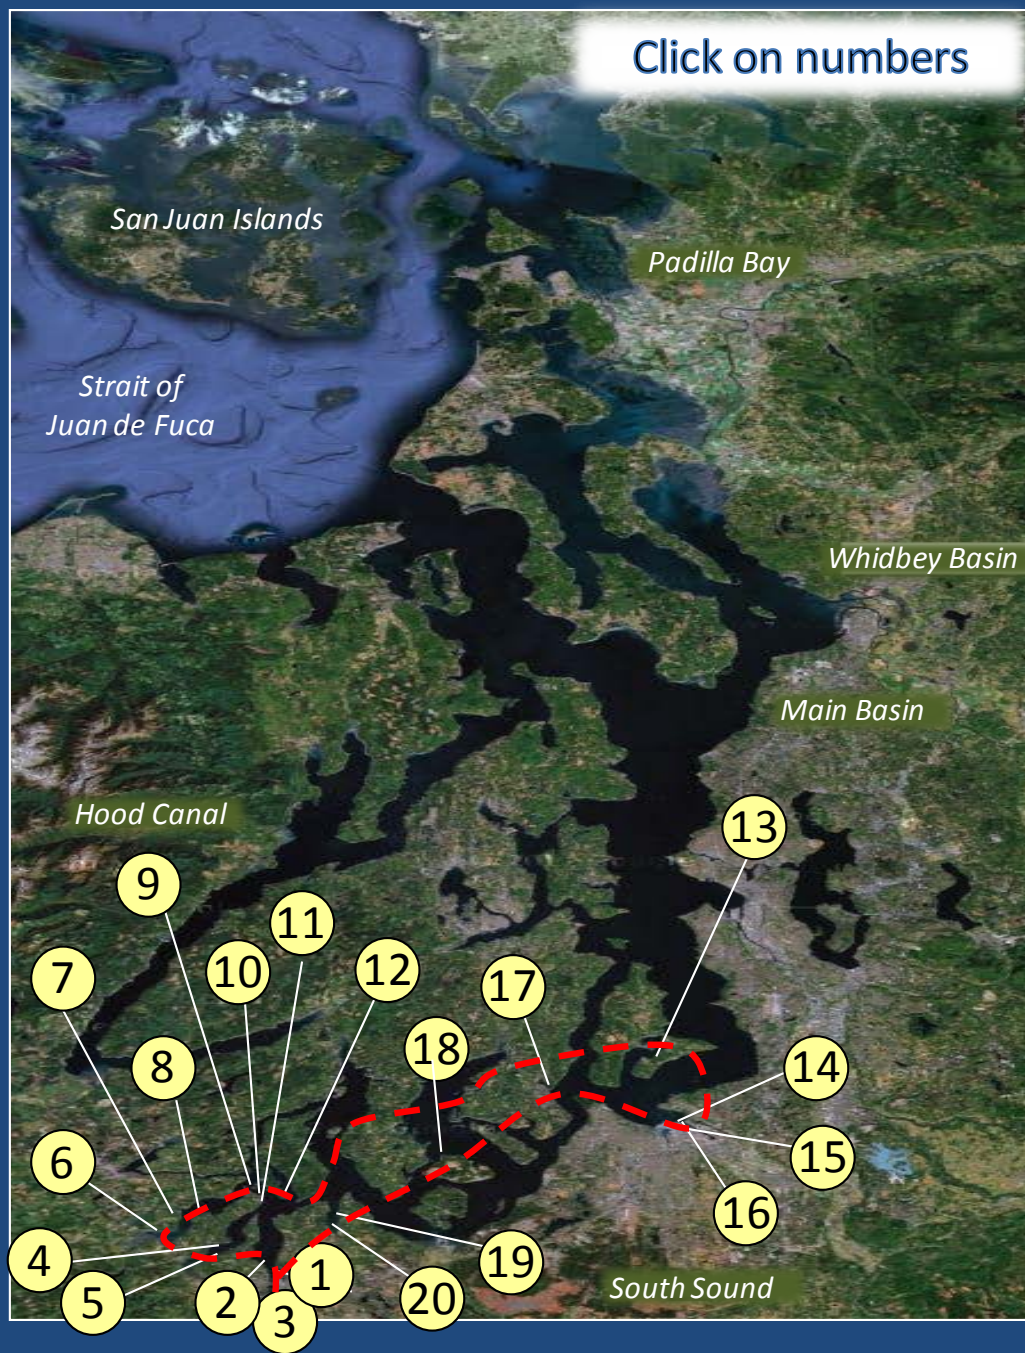 Click on numbers
San Juan Islands
Padilla Bay
Strait of
Juan de Fuca
Whidbey Basin
Main Basin
Hood Canal
13
9
11
10
12
7
17
18
8
14
15
6
16
19
4
1
20
5
2
3
South Sound